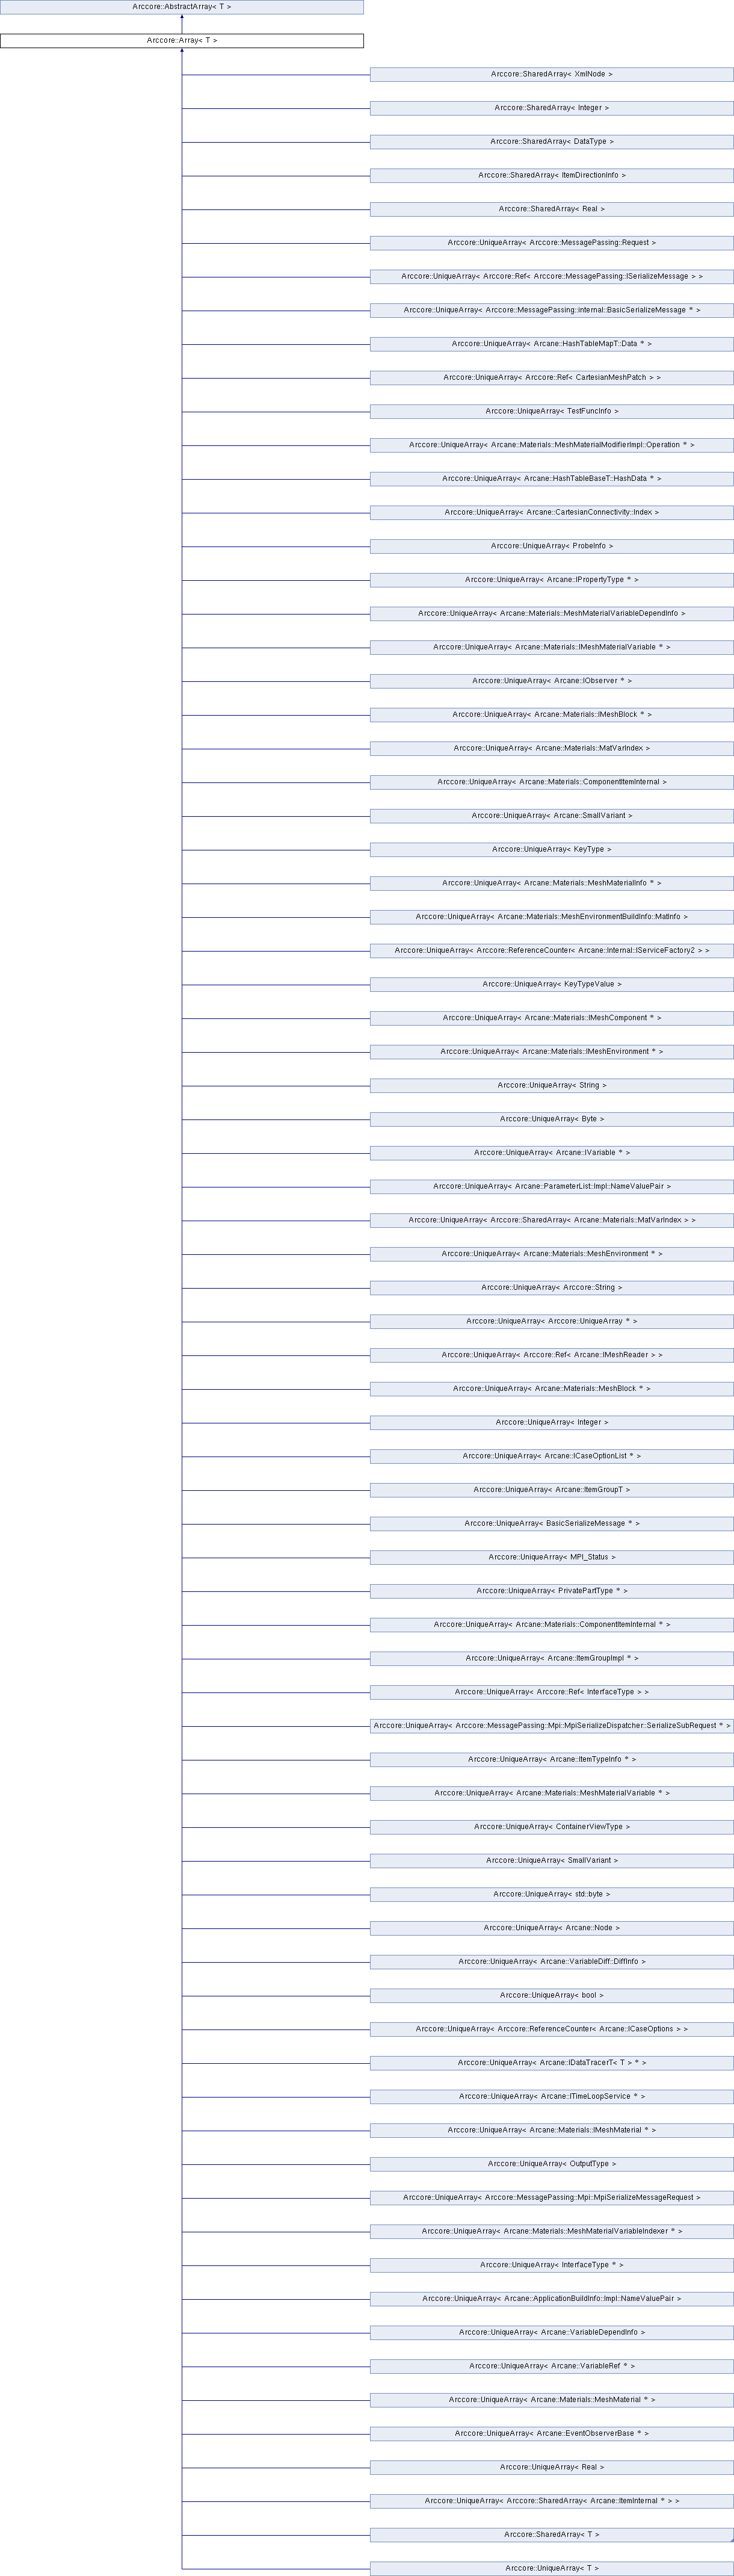 Arccore::AbstractArray< T >
Arccore::Array< T >
Arccore::SharedArray< XmlNode >
Arccore::SharedArray< Integer >
Arccore::SharedArray< DataType >
Arccore::SharedArray< ItemDirectionInfo >
Arccore::SharedArray< Real >
Arccore::UniqueArray< Arccore::MessagePassing::Request >
Arccore::UniqueArray< Arccore::Ref< Arccore::MessagePassing::ISerializeMessage > >
Arccore::UniqueArray< Arccore::MessagePassing::internal::BasicSerializeMessage * >
Arccore::UniqueArray< Arcane::HashTableMapT::Data * >
Arccore::UniqueArray< Arccore::Ref< CartesianMeshPatch > >
Arccore::UniqueArray< TestFuncInfo >
Arccore::UniqueArray< Arcane::Materials::MeshMaterialModifierImpl::Operation * >
Arccore::UniqueArray< Arcane::HashTableBaseT::HashData * >
Arccore::UniqueArray< Arcane::CartesianConnectivity::Index >
Arccore::UniqueArray< ProbeInfo >
Arccore::UniqueArray< Arcane::IPropertyType * >
Arccore::UniqueArray< Arcane::Materials::MeshMaterialVariableDependInfo >
Arccore::UniqueArray< Arcane::Materials::IMeshMaterialVariable * >
Arccore::UniqueArray< Arcane::IObserver * >
Arccore::UniqueArray< Arcane::Materials::IMeshBlock * >
Arccore::UniqueArray< Arcane::Materials::MatVarIndex >
Arccore::UniqueArray< Arcane::Materials::ComponentItemInternal >
Arccore::UniqueArray< Arcane::SmallVariant >
Arccore::UniqueArray< KeyType >
Arccore::UniqueArray< Arcane::Materials::MeshMaterialInfo * >
Arccore::UniqueArray< Arcane::Materials::MeshEnvironmentBuildInfo::MatInfo >
Arccore::UniqueArray< Arccore::ReferenceCounter< Arcane::Internal::IServiceFactory2 > >
Arccore::UniqueArray< KeyTypeValue >
Arccore::UniqueArray< Arcane::Materials::IMeshComponent * >
Arccore::UniqueArray< Arcane::Materials::IMeshEnvironment * >
Arccore::UniqueArray< String >
Arccore::UniqueArray< Byte >
Arccore::UniqueArray< Arcane::IVariable * >
Arccore::UniqueArray< Arcane::ParameterList::Impl::NameValuePair >
Arccore::UniqueArray< Arccore::SharedArray< Arcane::Materials::MatVarIndex > >
Arccore::UniqueArray< Arcane::Materials::MeshEnvironment * >
Arccore::UniqueArray< Arccore::String >
Arccore::UniqueArray< Arccore::UniqueArray * >
Arccore::UniqueArray< Arccore::Ref< Arcane::IMeshReader > >
Arccore::UniqueArray< Arcane::Materials::MeshBlock * >
Arccore::UniqueArray< Integer >
Arccore::UniqueArray< Arcane::ICaseOptionList * >
Arccore::UniqueArray< Arcane::ItemGroupT >
Arccore::UniqueArray< BasicSerializeMessage * >
Arccore::UniqueArray< MPI_Status >
Arccore::UniqueArray< PrivatePartType * >
Arccore::UniqueArray< Arcane::Materials::ComponentItemInternal * >
Arccore::UniqueArray< Arcane::ItemGroupImpl * >
Arccore::UniqueArray< Arccore::Ref< InterfaceType > >
Arccore::UniqueArray< Arccore::MessagePassing::Mpi::MpiSerializeDispatcher::SerializeSubRequest * >
Arccore::UniqueArray< Arcane::ItemTypeInfo * >
Arccore::UniqueArray< Arcane::Materials::MeshMaterialVariable * >
Arccore::UniqueArray< ContainerViewType >
Arccore::UniqueArray< SmallVariant >
Arccore::UniqueArray< std::byte >
Arccore::UniqueArray< Arcane::Node >
Arccore::UniqueArray< Arcane::VariableDiff::DiffInfo >
Arccore::UniqueArray< bool >
Arccore::UniqueArray< Arccore::ReferenceCounter< Arcane::ICaseOptions > >
Arccore::UniqueArray< Arcane::IDataTracerT< T > * >
Arccore::UniqueArray< Arcane::ITimeLoopService * >
Arccore::UniqueArray< Arcane::Materials::IMeshMaterial * >
Arccore::UniqueArray< OutputType >
Arccore::UniqueArray< Arccore::MessagePassing::Mpi::MpiSerializeMessageRequest >
Arccore::UniqueArray< Arcane::Materials::MeshMaterialVariableIndexer * >
Arccore::UniqueArray< InterfaceType * >
Arccore::UniqueArray< Arcane::ApplicationBuildInfo::Impl::NameValuePair >
Arccore::UniqueArray< Arcane::VariableDependInfo >
Arccore::UniqueArray< Arcane::VariableRef * >
Arccore::UniqueArray< Arcane::Materials::MeshMaterial * >
Arccore::UniqueArray< Arcane::EventObserverBase * >
Arccore::UniqueArray< Real >
Arccore::UniqueArray< Arccore::SharedArray< Arcane::ItemInternal * > >
Arccore::SharedArray< T >
Arccore::UniqueArray< T >